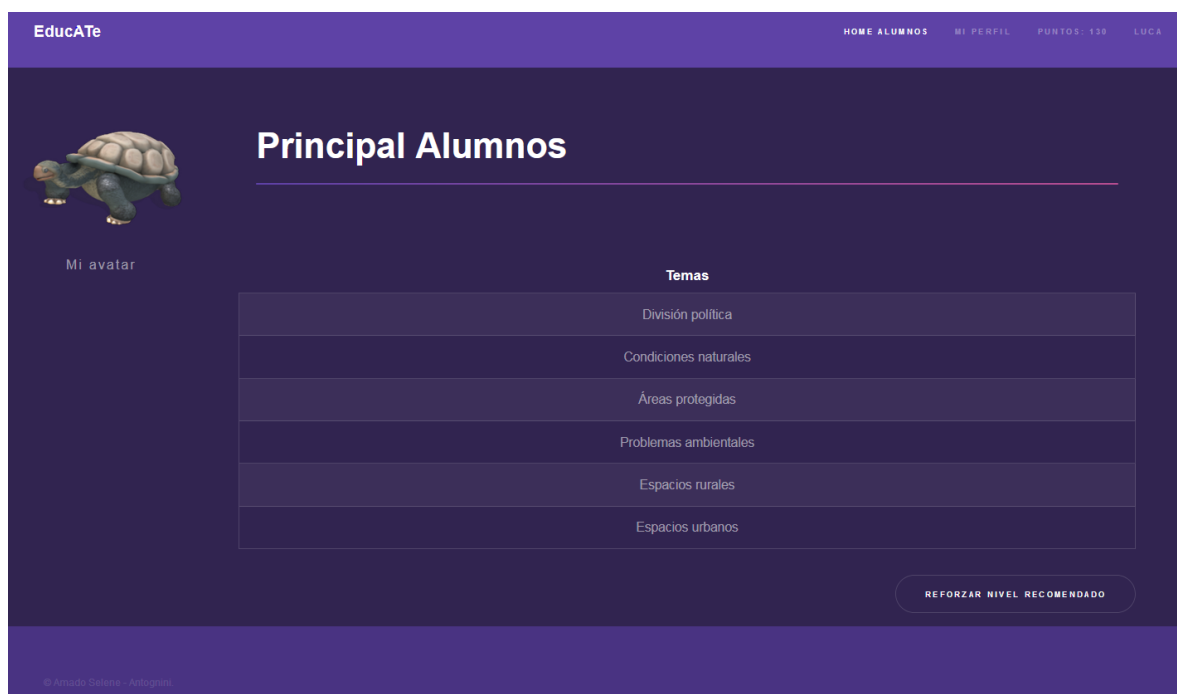 EducATe
HOME ALUMNOS MI PERFIL PUNTOS: 130 LUCA
Principal Alumnos
Mi avatar
Temas
División política
Condiciones naturales
Áreas protegidas
Problemas ambientales
Espacios rurales
Espacios urbanos
REFORZAR NIVEL RECOMENDADO
© Amado Selene - Antognini.